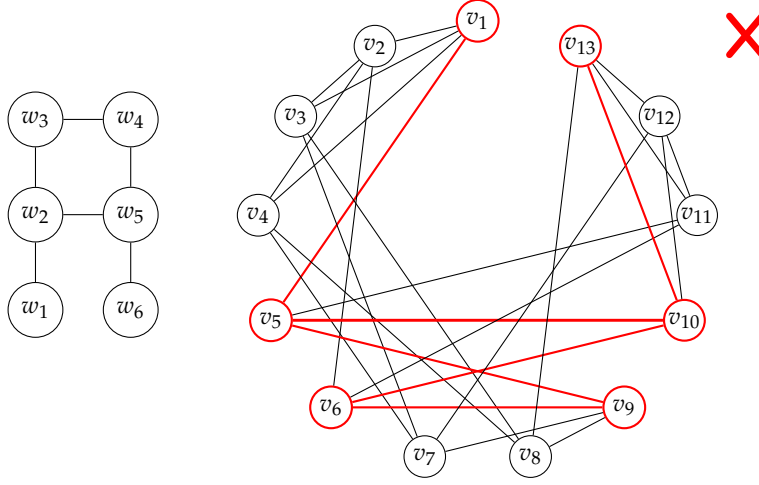 w₃ w₄
w₂ w₅
w₁ w₆
v₁
v₂ v₁₃
v₃ v₁₂
v₄ v₁₁
v₅ v₁₀
v₆ v₉
v₇ v₈